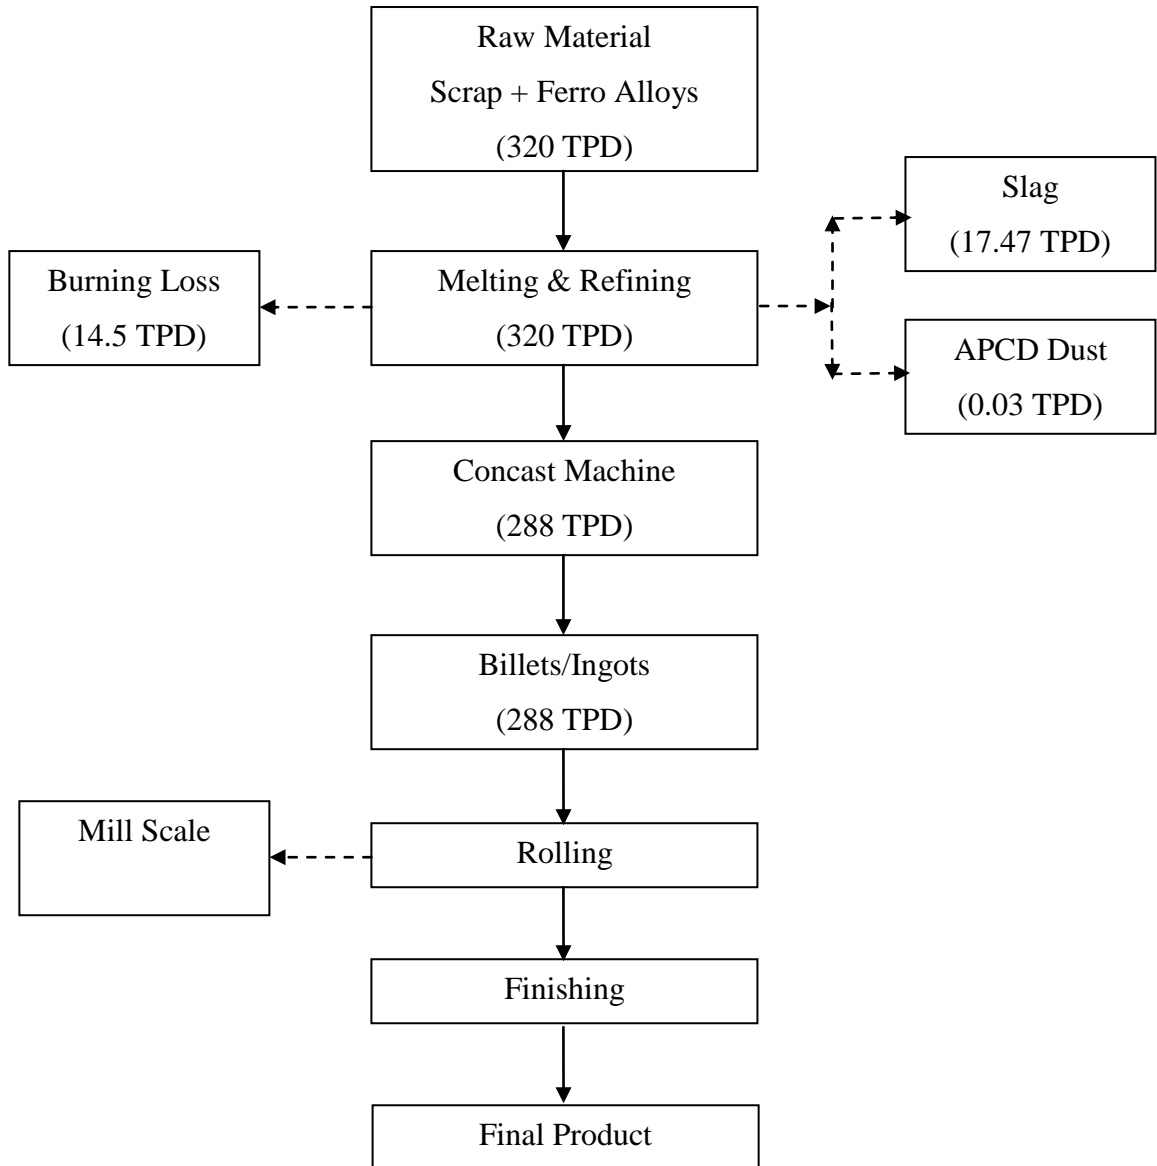 Raw Material
Scrap + Ferro Alloys
(320 TPD)
Slag
(17.47 TPD)
Burning Loss
(14.5 TPD)
Melting & Refining
(320 TPD)
APCD Dust
(0.03 TPD)
Concast Machine
(288 TPD)
Billets/Ingots
(288 TPD)
Mill Scale
Rolling
Finishing
Final Product